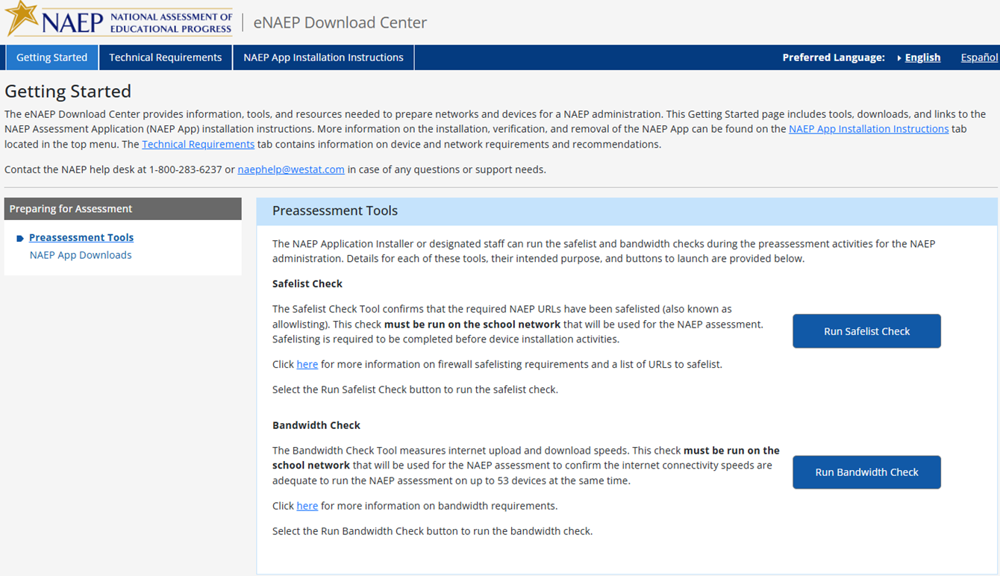 NAEP NATIONAL ASSESSMENT OF
EDUCATIONAL PROGRESS
eNAEP Download Center
Getting Started Technical Requirements NAEP App Installation Instructions Preferred Language: English Español
Getting Started
The eNAEP Download Center provides information, tools, and resources needed to prepare networks and devices for a NAEP administration. This Getting Started page includes tools, downloads, and links to the
NAEP Assessment Application (NAEP App) installation instructions. More information on the installation, verification, and removal of the NAEP App can be found on the NAEP App Installation Instructions tab
located in the top menu. The Technical Requirements tab contains information on device and network requirements and recommendations.
Contact the NAEP help desk at 1-800-283-6237 or naephelp@westat.com in case of any questions or support needs.
Preparing for Assessment
Preassessment Tools
NAEP App Downloads
Preassessment Tools
The NAEP Application Installer or designated staff can run the safelist and bandwidth checks during the preassessment activities for the NAEP
administration. Details for each of these tools, their intended purpose, and buttons to launch are provided below.
Safelist Check
The Safelist Check Tool confirms that the required NAEP URLs have been safelisted (also known as
allowlisting). This check must be run on the school network that will be used for the NAEP assessment.
Safelisting is required to be completed before device installation activities.
Run Safelist Check
Click here for more information on firewall safelisting requirements and a list of URLs to safelist.
Select the Run Safelist Check button to run the safelist check.
Bandwidth Check
The Bandwidth Check Tool measures internet upload and download speeds. This check must be run on the
school network that will be used for the NAEP assessment to confirm the internet connectivity speeds are
adequate to run the NAEP assessment on up to 53 devices at the same time.
Run Bandwidth Check
Click here for more information on bandwidth requirements.
Select the Run Bandwidth Check button to run the bandwidth check.